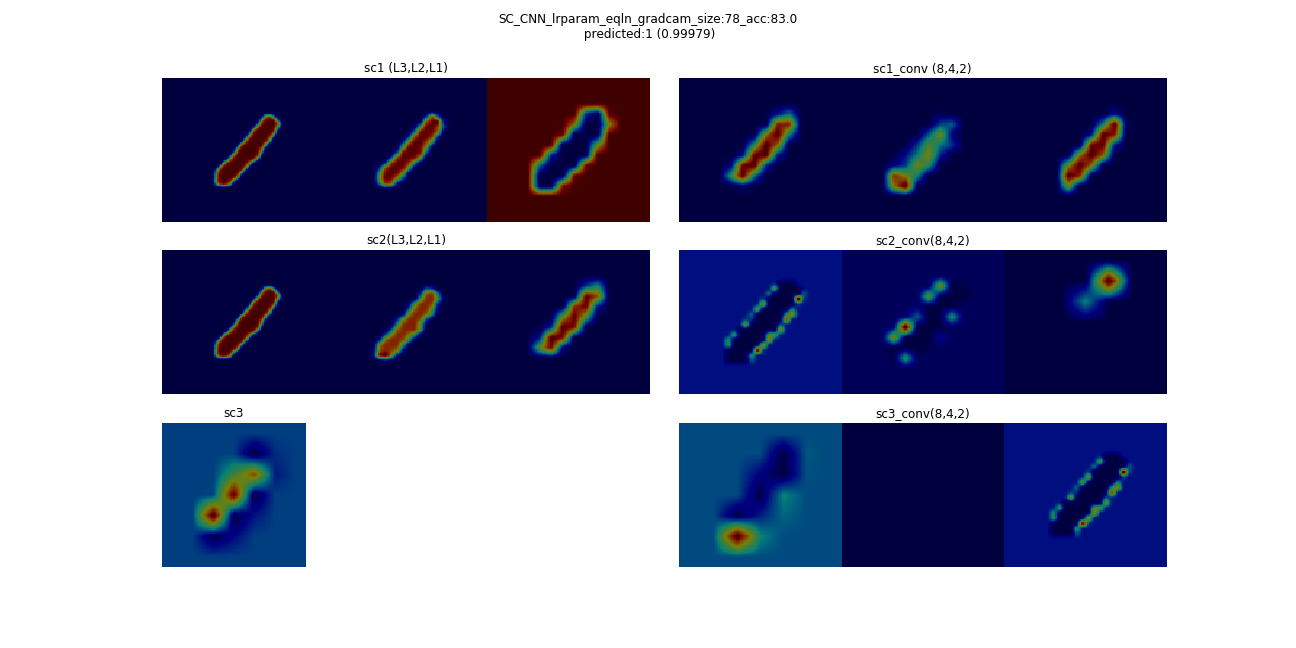 SC_CNN_lrparam_eqln_gradcam_size:78_acc:83.0
predicted:1 (0.99979)
sc1 (L3,L2,L1)
sc1_conv (8,4,2)
sc2(L3,L2,L1)
sc2_conv(8,4,2)
sc3
sc3_conv(8,4,2)